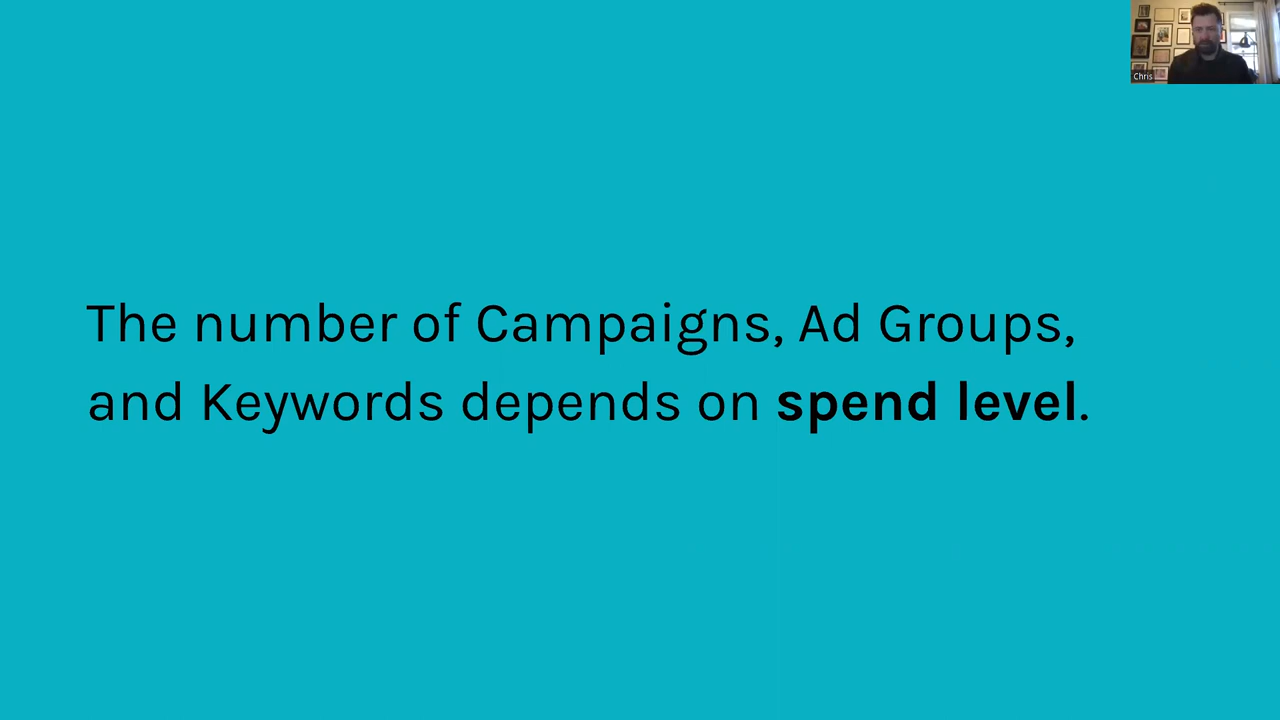 Chris
The number of Campaigns, Ad Groups,
and Keywords depends on spend level.